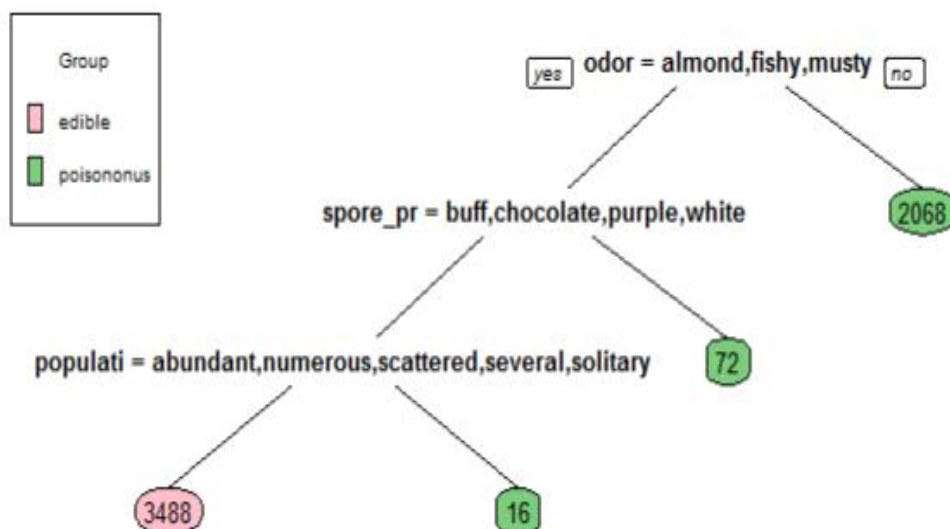 Group
edible
poisononus
yes odor = almond,fishy,musty no
spore_pr = buff,chocolate,purple,white
2068
populati = abundant,numerous,scattered,several,solitary
72
3488
16